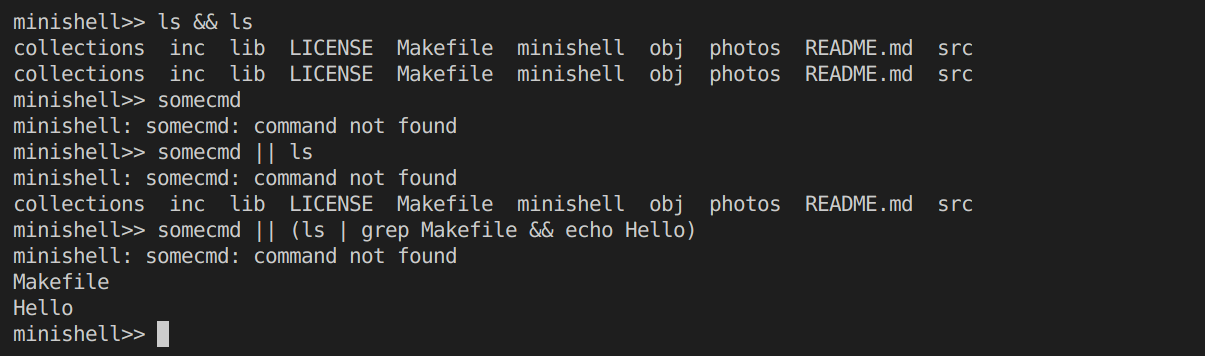 minishell>> ls && ls
collections  inc  lib  LICENSE  Makefile  minishell  obj  photos  README.md  src
collections  inc  lib  LICENSE  Makefile  minishell  obj  photos  README.md  src
minishell>> somecmd
minishell: somecmd: command not found
minishell>> somecmd || ls
minishell: somecmd: command not found
collections  inc  lib  LICENSE  Makefile  minishell  obj  photos  README.md  src
minishell>> somecmd || (ls | grep Makefile && echo Hello)
minishell: somecmd: command not found
Makefile
Hello
minishell>>